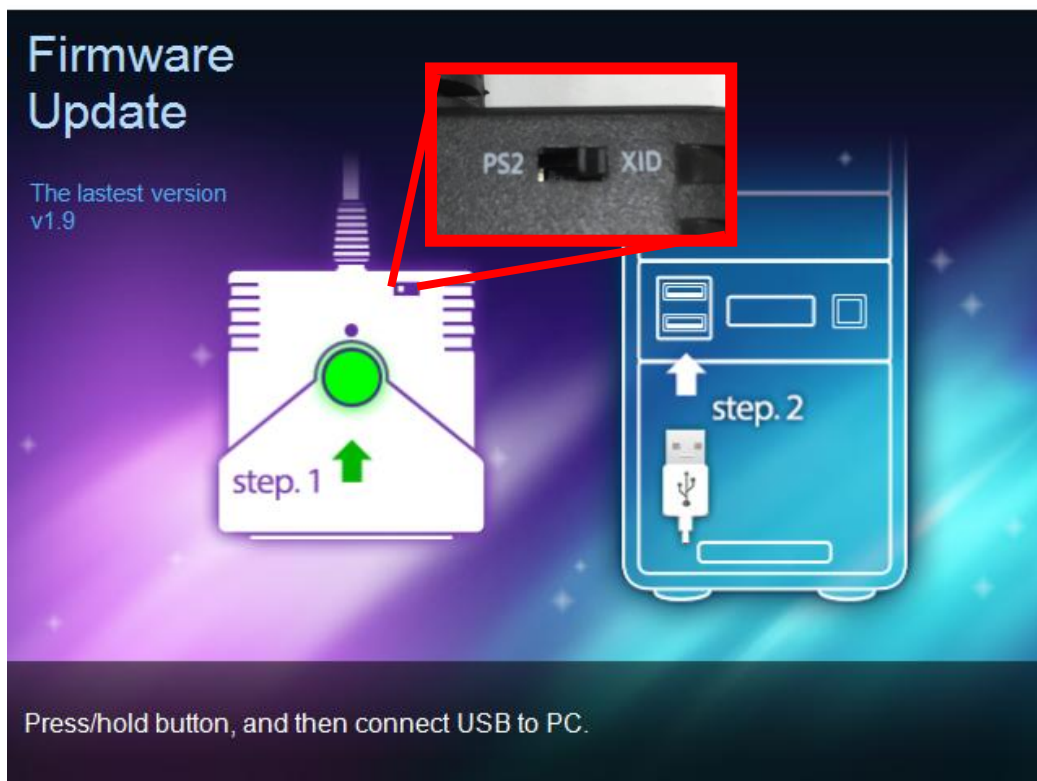 Firmware
Update
The lastest version
v1.9
PS2 XID
step. 1
step. 2
Press/hold button, and then connect USB to PC.